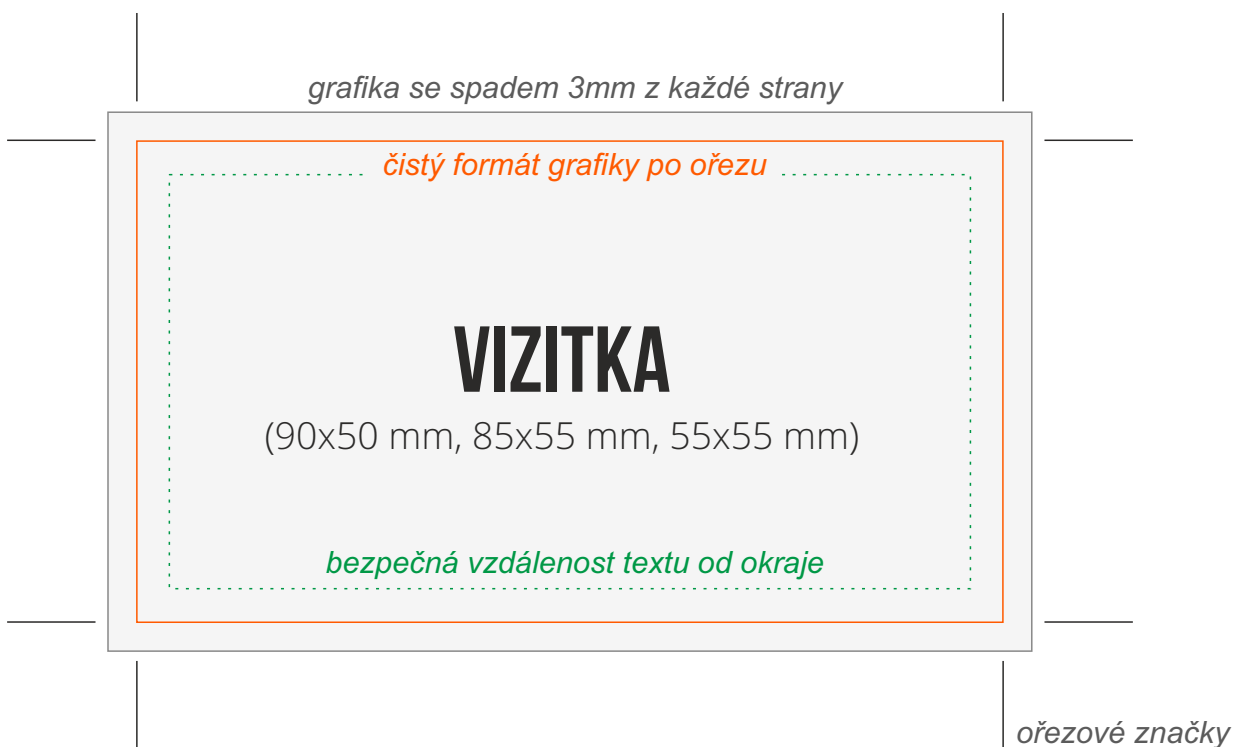 grafika se spadem 3mm z každé strany
čistý formát grafiky po ořezu
VIZITKA
(90x50 mm, 85x55 mm, 55x55 mm)
bezpečná vzdálenost textu od okraje
ořezové značky